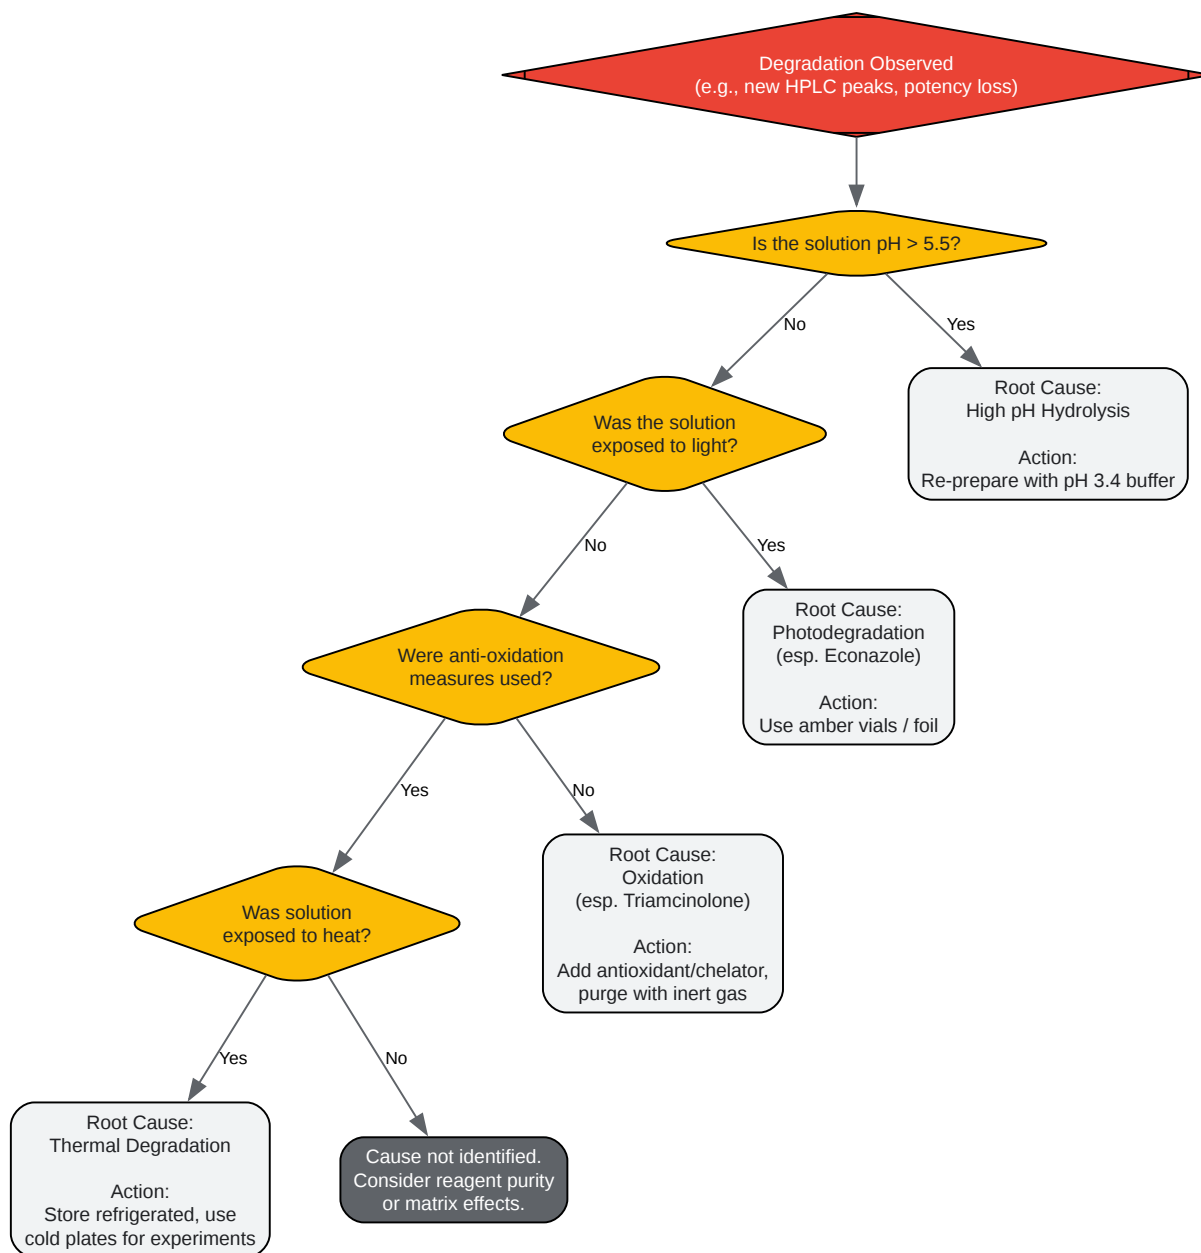 Degradation Observed
(e.g., new HPLC peaks, potency loss)
Is the solution pH > 5.5?
No
Yes
Was the solution
exposed to light?
Root Cause:
High pH Hydrolysis
Action:
Re-prepare with pH 3.4 buffer
No
Yes
Were anti-oxidation
measures used?
Root Cause:
Photodegradation
(esp. Econazole)
Action:
Use amber vials / foil
Yes
No
Was solution
exposed to heat?
Root Cause:
Oxidation
(esp. Triamcinolone)
Action:
Add antioxidant/chelator,
purge with inert gas
Yes
No
Root Cause:
Thermal Degradation
Action:
Store refrigerated, use
cold plates for experiments
Cause not identified.
Consider reagent purity
or matrix effects.